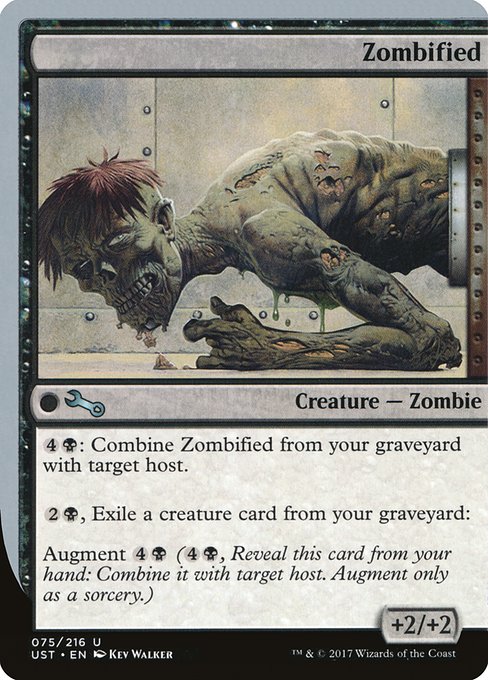 Zombified
Creature — Zombie
4: Combine Zombified from your graveyard
with target host.
2, Exile a creature card from your graveyard:
Augment 4 (4, Reveal this card from your
hand: Combine it with target host. Augment only
as a sorcery.)
+2/+2
075/216 U
UST • EN Kev Walker
™ & © 2017 Wizards of the Coast